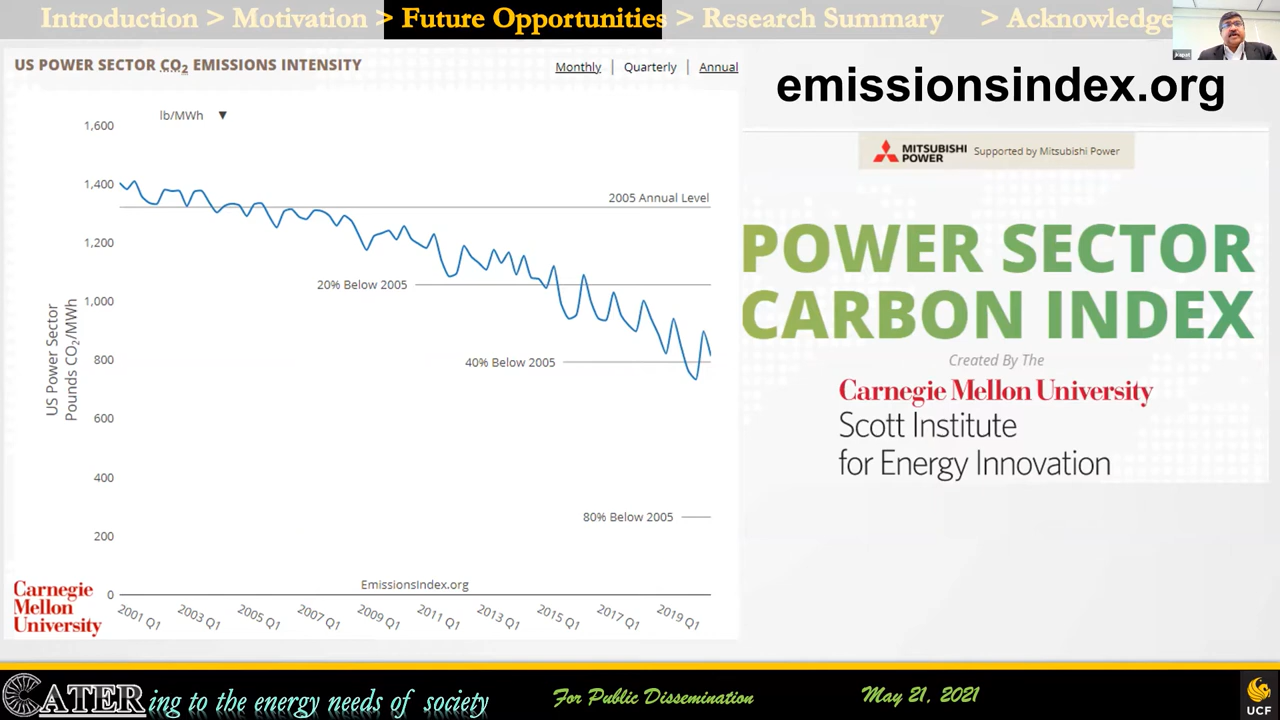 Introduction > Motivation > Future Opportunities > Research Summary > Acknowledge
US POWER SECTOR CO2 EMISSIONS INTENSITY
Monthly | Quarterly | Annual
lb/MWh ▼
1,600
1,400
1,200
1,000
800
600
400
200
0
US Power Sector
Pounds CO2/MWh
2005 Annual Level
20% Below 2005
40% Below 2005
80% Below 2005
EmissionsIndex.org
2001 Q1
2003 Q1
2005 Q1
2007 Q1
2009 Q1
2011 Q1
2013 Q1
2015 Q1
2017 Q1
2019 Q1
Carnegie
Mellon
University
emissionsindex.org
MITSUBISHI
POWER
Supported by Mitsubishi Power
POWER SECTOR
CARBON INDEX
Created By The
Carnegie Mellon University
Scott Institute
for Energy Innovation
CATERing to the energy needs of society
For Public Dissemination
May 21, 2021
UCF